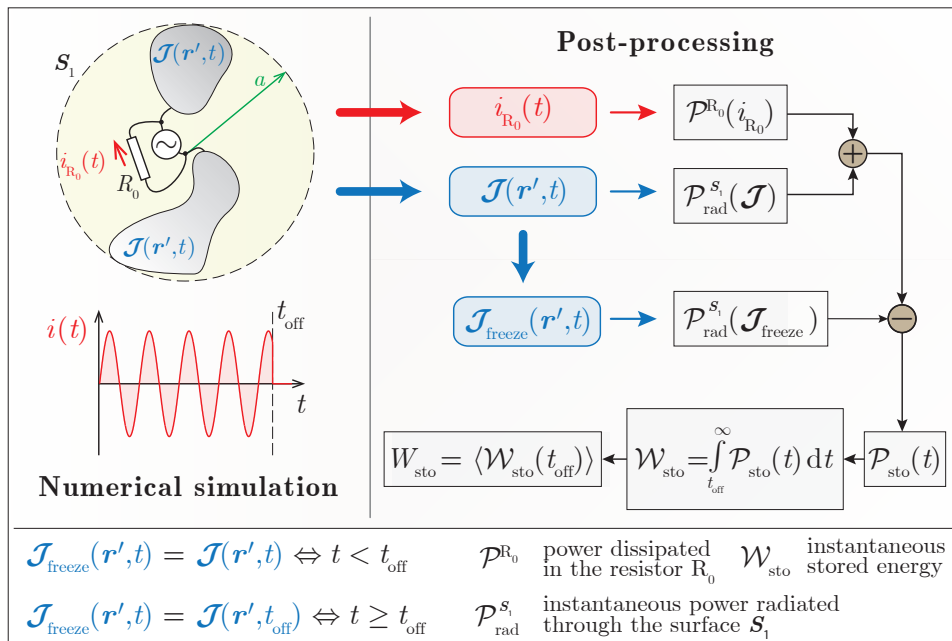 𝓙(r′,t)
S₁
a
i_R₀(t)
R₀
𝓙(r′,t)
i(t)
t_off
t
Numerical simulation
Post-processing
i_R₀(t)
𝒫^R₀(i_R₀)
+
𝓙(r′,t)
𝒫_rad^S₁(𝓙)
𝓙_freeze(r′,t)
𝒫_rad^S₁(𝓙_freeze)
−
W_sto = ⟨𝒲_sto(t_off)⟩
𝒲_sto = ∫_{t_off}^∞ 𝒫_sto(t) dt
𝒫_sto(t)
𝓙_freeze(r′,t) = 𝓙(r′,t) ⇔ t < t_off
𝓙_freeze(r′,t) = 𝓙(r′,t_off) ⇔ t ≥ t_off
𝒫^R₀ power dissipated
in the resistor R₀
𝒲_sto instantaneous
stored energy
𝒫_rad^S₁ instantaneous power radiated
through the surface S₁